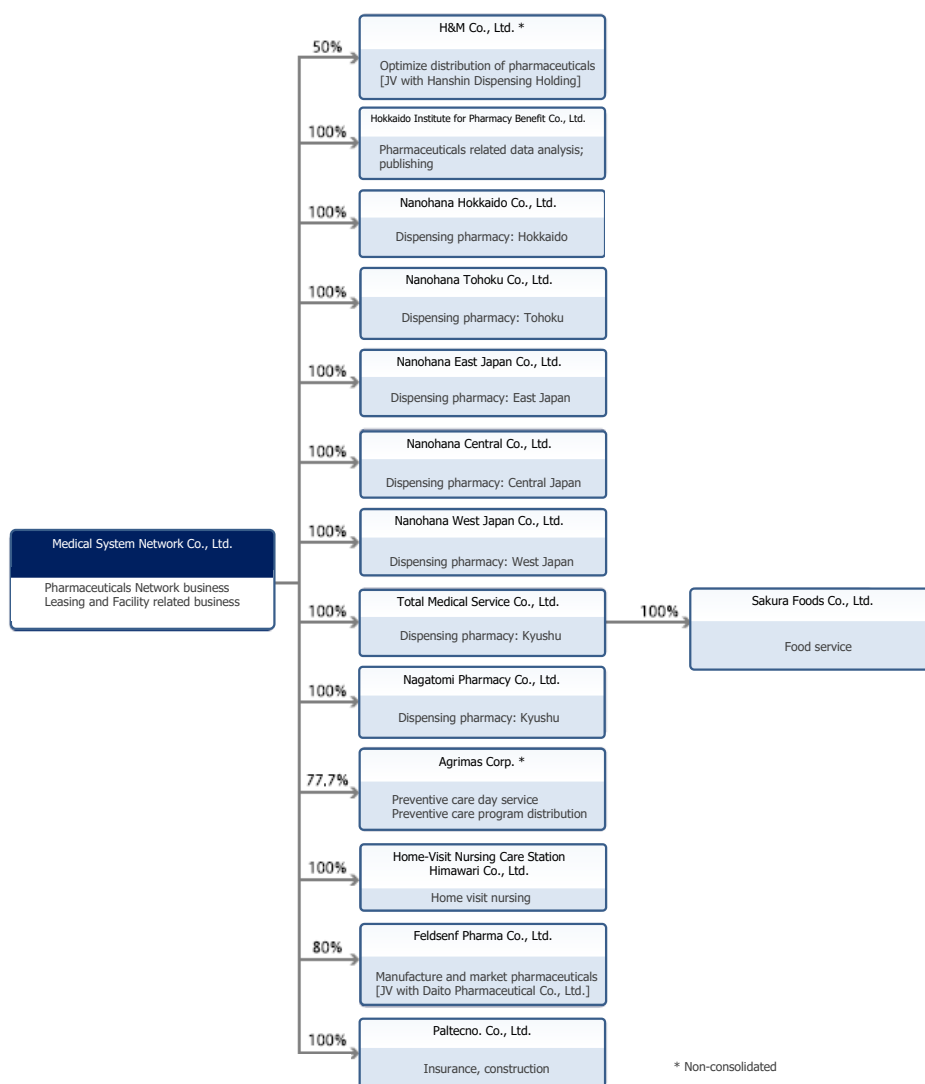 H&M Co., Ltd. *
50%
Optimize distribution of pharmaceuticals
[JV with Hanshin Dispensing Holding]
Hokkaido Institute for Pharmacy Benefit Co., Ltd.
100%
Pharmaceuticals related data analysis;
publishing
Nanohana Hokkaido Co., Ltd.
100%
Dispensing pharmacy: Hokkaido
Nanohana Tohoku Co., Ltd.
100%
Dispensing pharmacy: Tohoku
Nanohana East Japan Co., Ltd.
100%
Dispensing pharmacy: East Japan
Nanohana Central Co., Ltd.
100%
Dispensing pharmacy: Central Japan
Nanohana West Japan Co., Ltd.
100%
Dispensing pharmacy: West Japan
Medical System Network Co., Ltd.
Pharmaceuticals Network business
Leasing and Facility related business
Total Medical Service Co., Ltd.
100%
Dispensing pharmacy: Kyushu
100%
Sakura Foods Co., Ltd.
Food service
Nagatomi Pharmacy Co., Ltd.
100%
Dispensing pharmacy: Kyushu
Agrimas Corp. *
77.7%
Preventive care day service
Preventive care program distribution
Home-Visit Nursing Care Station
Himawari Co., Ltd.
100%
Home visit nursing
Feldsenf Pharma Co., Ltd.
80%
Manufacture and market pharmaceuticals
[JV with Daito Pharmaceutical Co., Ltd.]
Paltecno. Co., Ltd.
100%
Insurance, construction
* Non-consolidated